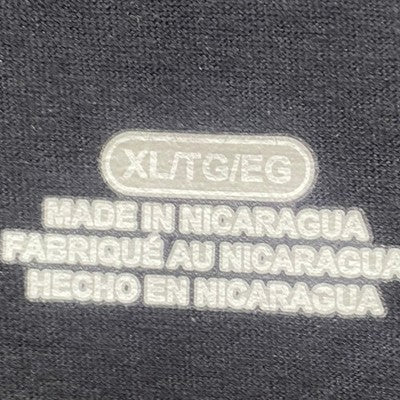 XL/TG/EG
MADE IN NICARAGUA
FABRIQUÉ AU NICARAGUA
HECHO EN NICARAGUA